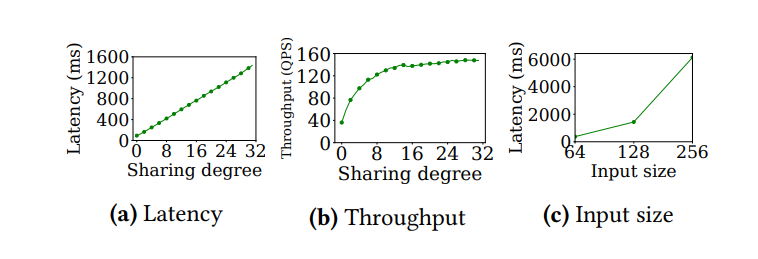 Latency (ms)
1600
1200
800
400
0
0 8 16 24 32
Sharing degree
(a) Latency
Throughput (QPS)
160
120
80
40
0
0 8 16 24 32
Sharing degree
(b) Throughput
Latency (ms)
6000
4000
2000
0
64 128 256
Input size
(c) Input size